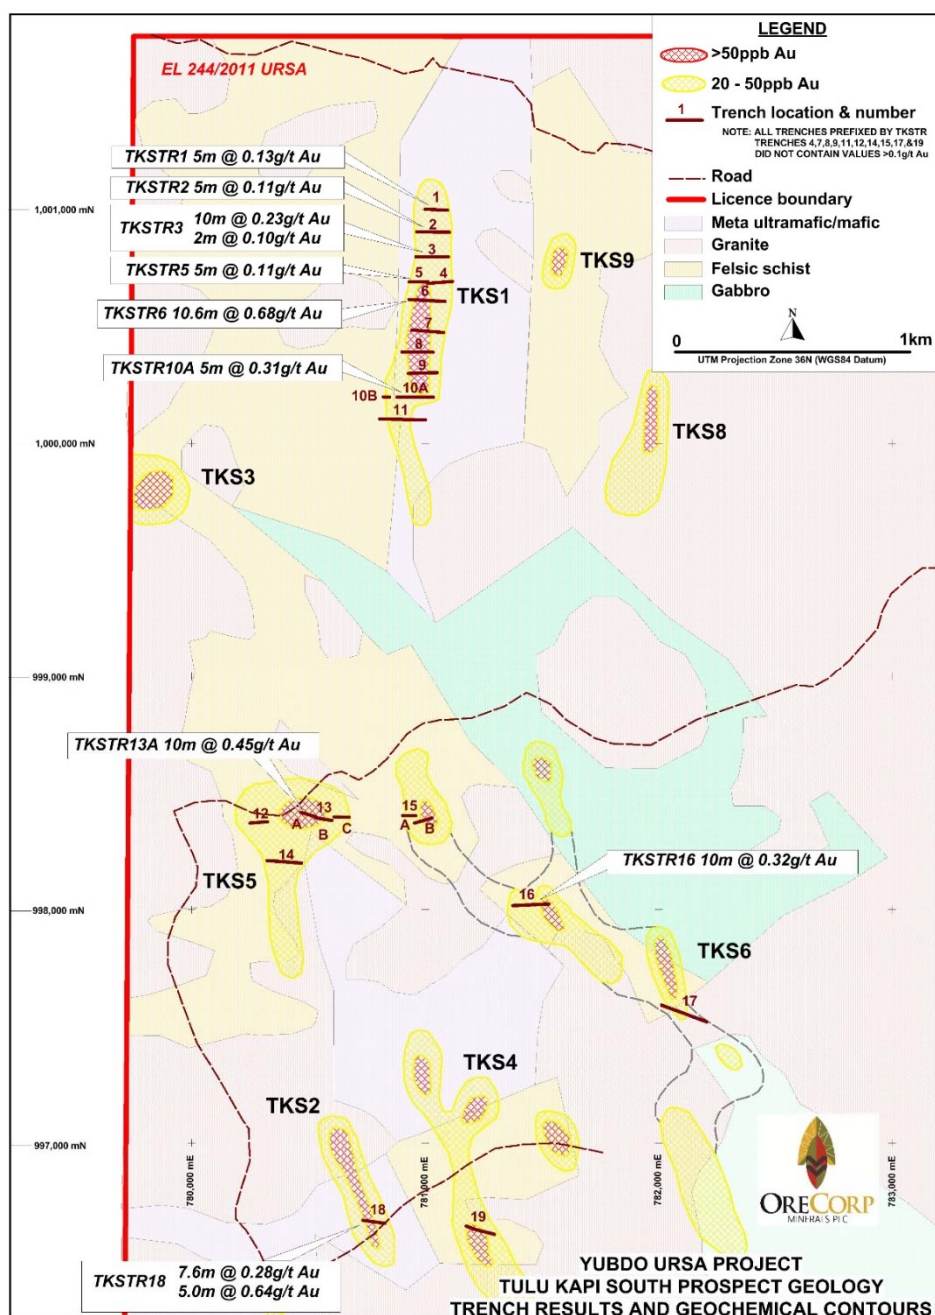 EL 244/2011 URSA
LEGEND
>50ppb Au
20 - 50ppb Au
1
Trench location & number
NOTE: ALL TRENCHES PREFIXED BY TKSTR
TRENCHES 4,7,8,9,11,12,14,15,17,&19
DID NOT CONTAIN VALUES >0.1g/t Au
Road
Licence boundary
Meta ultramafic/mafic
Granite
Felsic schist
Gabbro
N
0 1km
UTM Projection Zone 36N (WGS84 Datum)
TKSTR1 5m @ 0.13g/t Au
TKSTR2 5m @ 0.11g/t Au
TKSTR3 10m @ 0.23g/t Au
2m @ 0.10g/t Au
TKSTR5 5m @ 0.11g/t Au
TKSTR6 10.6m @ 0.68g/t Au
TKSTR10A 5m @ 0.31g/t Au
1,001,000 mN
1
2
3
5 4
6
7
8
9
10A
10B
11
TKS1
TKS9
TKS8
1,000,000 mN
TKS3
999,000 mN
TKSTR13A 10m @ 0.45g/t Au
12
13
A
B
C
15
A
B
14
TKS5
TKSTR16 10m @ 0.32g/t Au
16
998,000 mN
TKS6
17
TKS4
TKS2
997,000 mN
780,000 mE
781,000 mE
782,000 mE
783,000 mE
18
19
TKSTR18 7.6m @ 0.28g/t Au
5.0m @ 0.64g/t Au
ORECORP
MINERALS PLC
YUBDO URSA PROJECT
TULU KAPI SOUTH PROSPECT GEOLOGY
TRENCH RESULTS AND GEOCHEMICAL CONTOURS